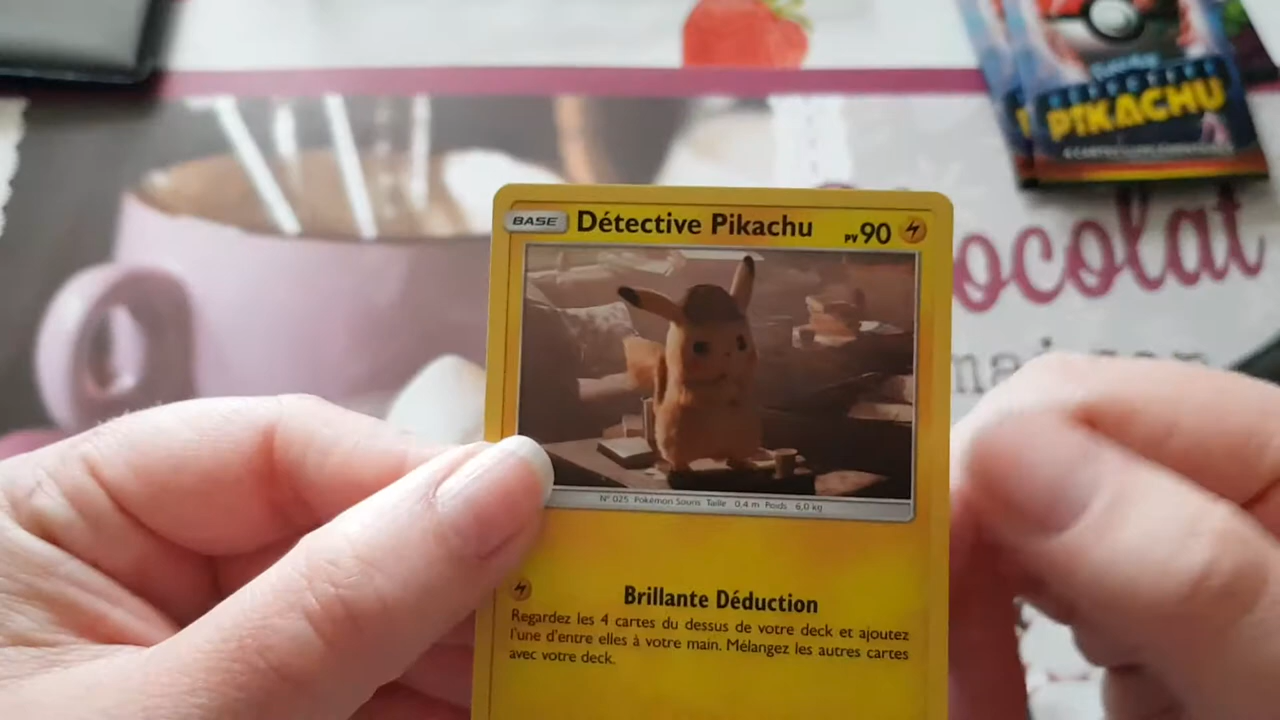 PIKACHU
BASE Détective Pikachu PV 90
ocolat
N° 025 Pokémon Souris Taille 0,4 m Poids 6,0 kg
Brillante Déduction
Regardez les 4 cartes du dessus de votre deck et ajoutez
l'une d'entre elles à votre main. Mélangez les autres cartes
avec votre deck.